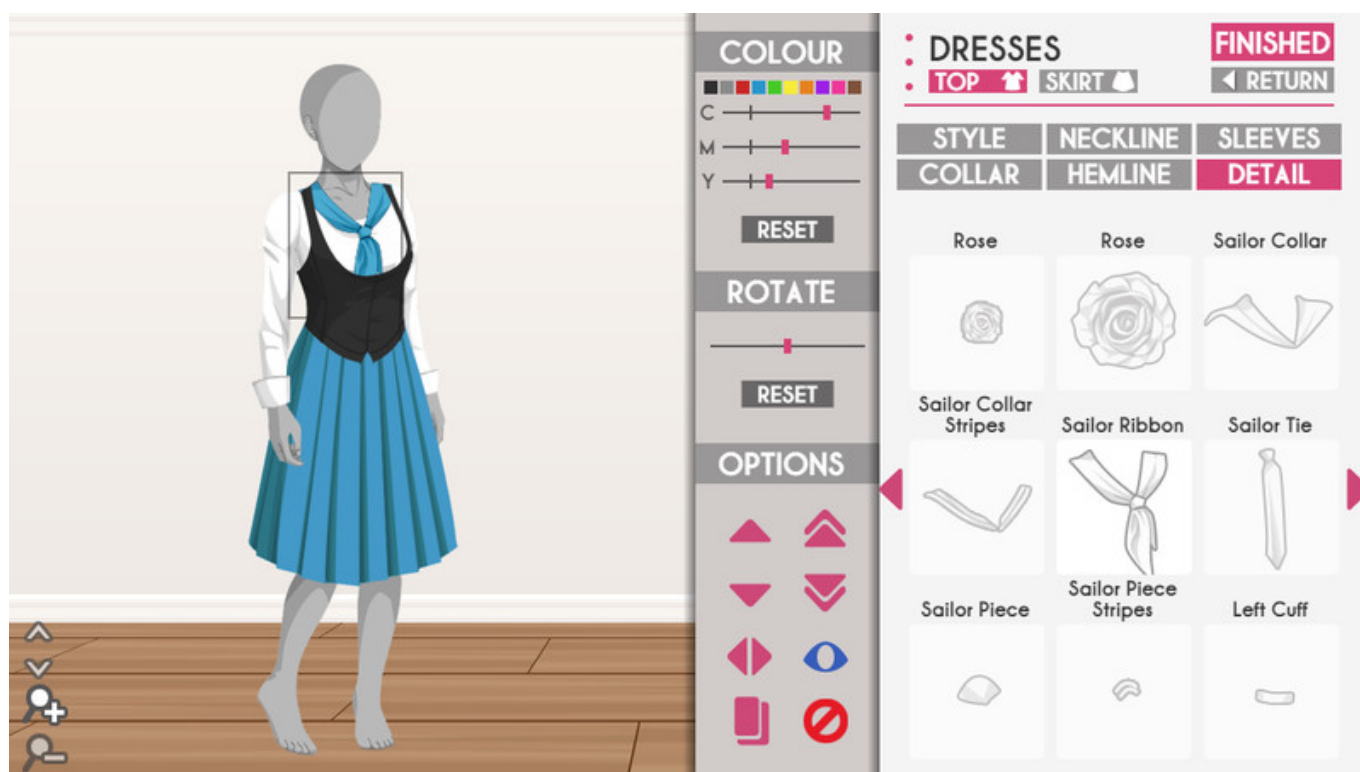 COLOUR
C
M
Y
RESET
ROTATE
RESET
OPTIONS
DRESSES
FINISHED
TOP
SKIRT
RETURN
STYLE
NECKLINE
SLEEVES
COLLAR
HEMLINE
DETAIL
Rose
Rose
Sailor Collar
Sailor Collar
Stripes
Sailor Ribbon
Sailor Tie
Sailor Piece
Sailor Piece
Stripes
Left Cuff